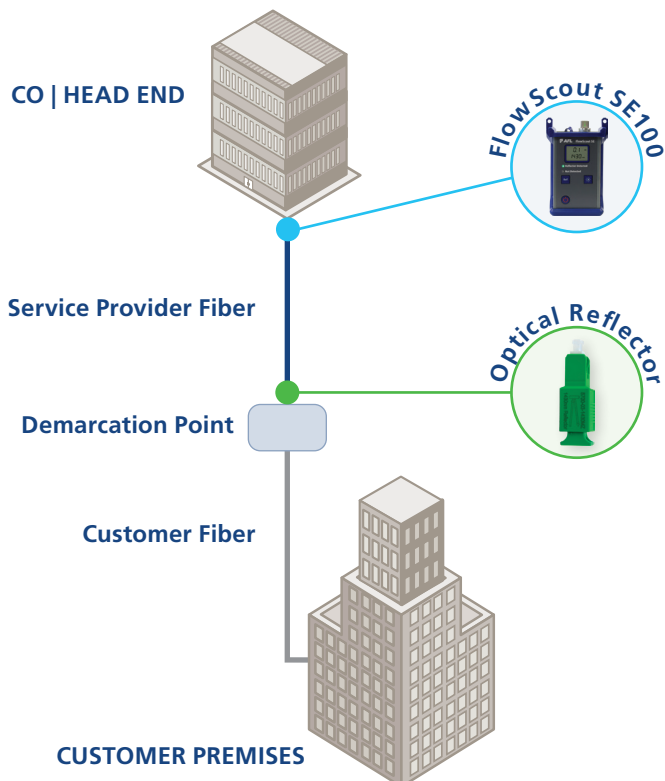 CO | HEAD END
FlowScout SE100
Service Provider Fiber
Optical Reflector
Demarcation Point
Customer Fiber
CUSTOMER PREMISES